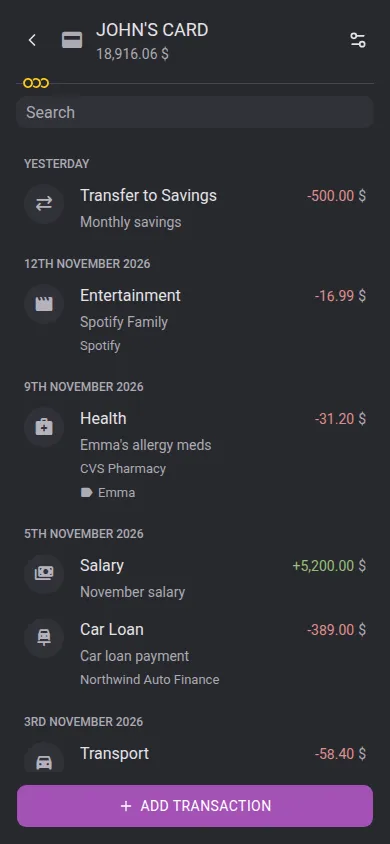 JOHN'S CARD
18,916.06 $
Search
YESTERDAY
Transfer to Savings -500.00 $
Monthly savings
12TH NOVEMBER 2026
Entertainment -16.99 $
Spotify Family
Spotify
9TH NOVEMBER 2026
Health -31.20 $
Emma's allergy meds
CVS Pharmacy
Emma
5TH NOVEMBER 2026
Salary +5,200.00 $
November salary
Car Loan -389.00 $
Car loan payment
Northwind Auto Finance
3RD NOVEMBER 2026
Transport -58.40 $
+ ADD TRANSACTION